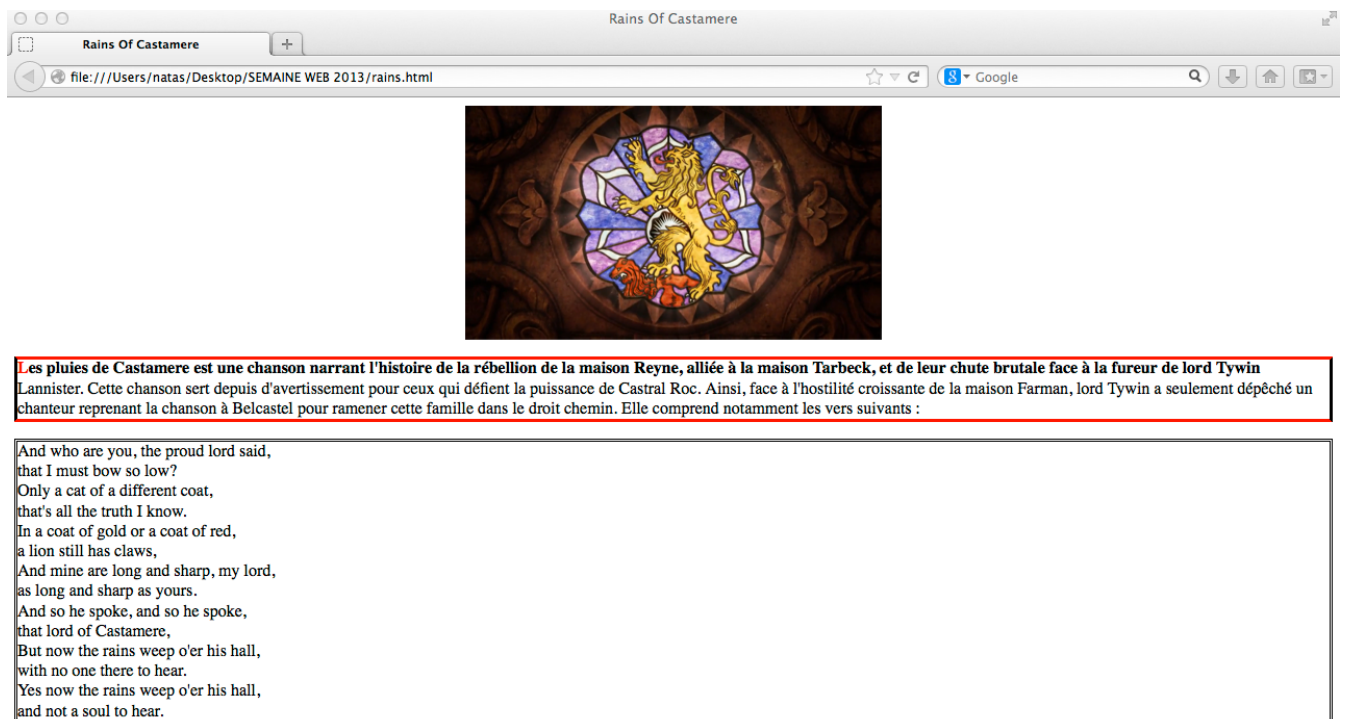 Rains Of Castamere
Rains Of Castamere
file:///Users/natas/Desktop/SEMAINE WEB 2013/rains.html
8
Google
Les pluies de Castamere est une chanson narrant l'histoire de la rébellion de la maison Reyne, alliée à la maison Tarbeck, et de leur chute brutale face à la fureur de lord Tywin
Lannister. Cette chanson sert depuis d'avertissement pour ceux qui défient la puissance de Castral Roc. Ainsi, face à l'hostilité croissante de la maison Farman, lord Tywin a seulement dépêché un
chanteur reprenant la chanson à Belcastel pour ramener cette famille dans le droit chemin. Elle comprend notamment les vers suivants :
And who are you, the proud lord said,
that I must bow so low?
Only a cat of a different coat,
that's all the truth I know.
In a coat of gold or a coat of red,
a lion still has claws,
And mine are long and sharp, my lord,
as long and sharp as yours.
And so he spoke, and so he spoke,
that lord of Castamere,
But now the rains weep o'er his hall,
with no one there to hear.
Yes now the rains weep o'er his hall,
and not a soul to hear.